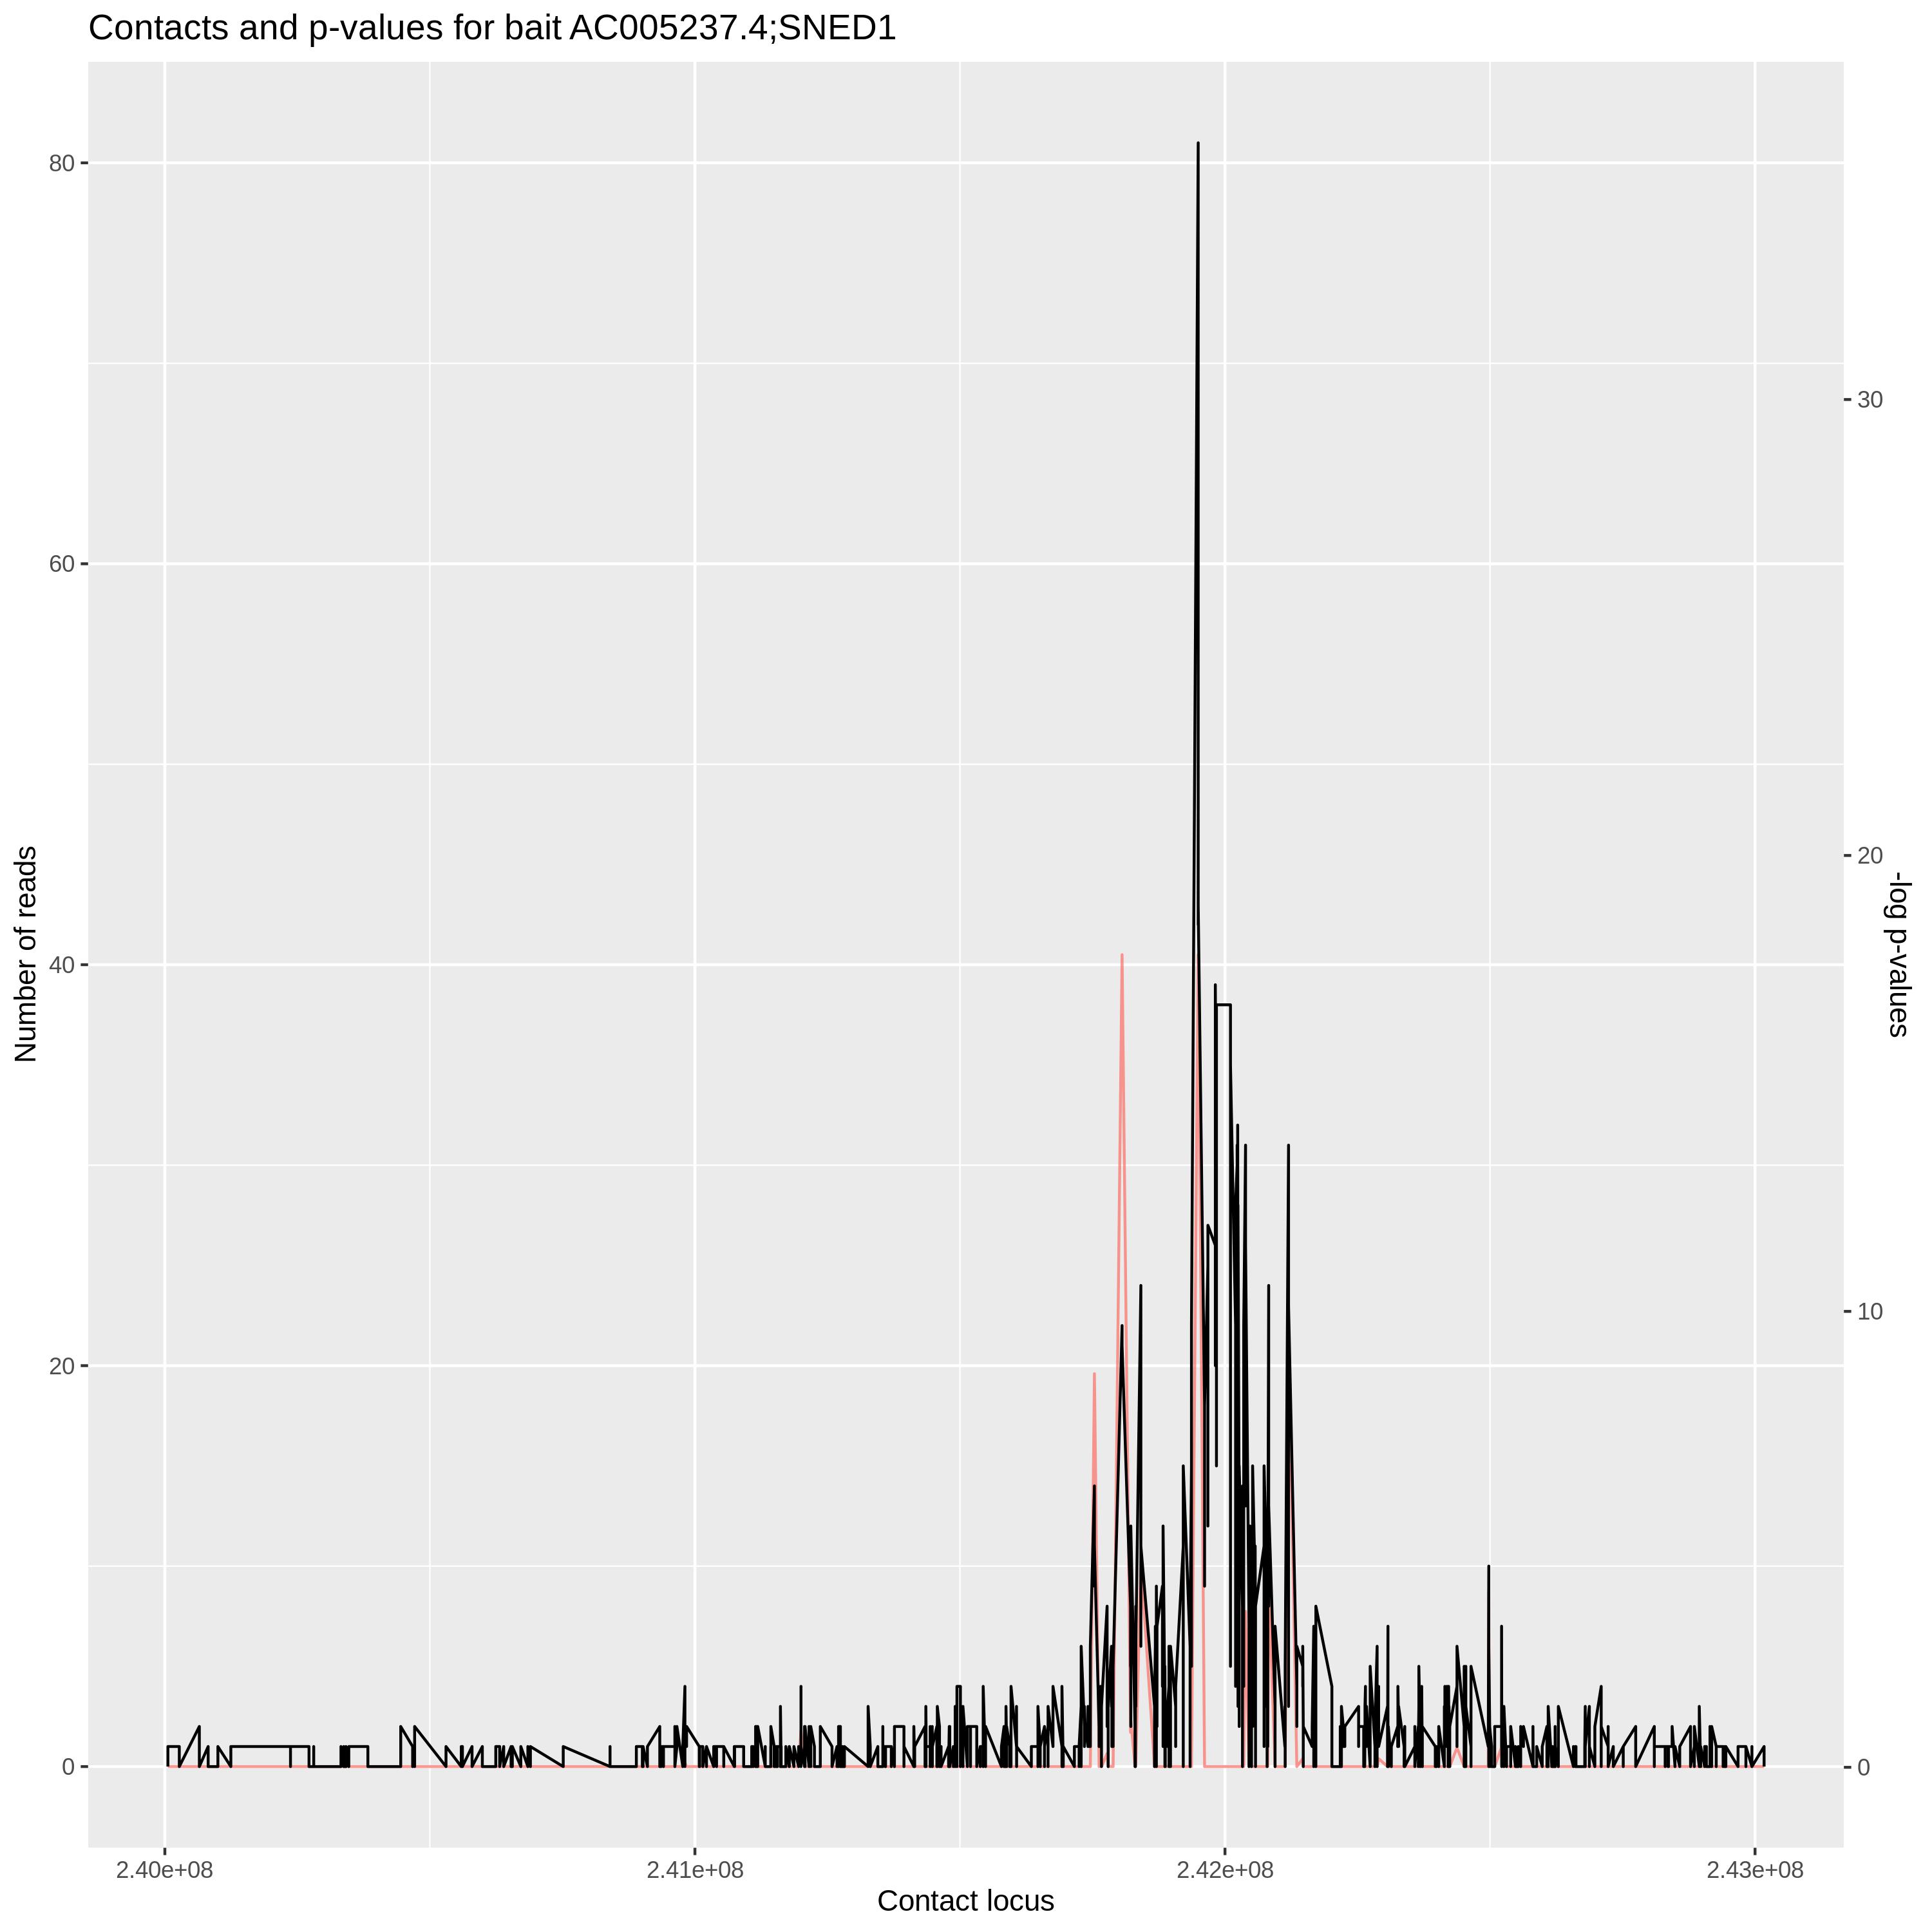 Contacts and p-values for bait AC005237.4;SNED1
80
60
40
20
0
Number of reads
30
20
10
0
-log p-values
2.40e+08
2.41e+08
2.42e+08
2.43e+08
Contact locus